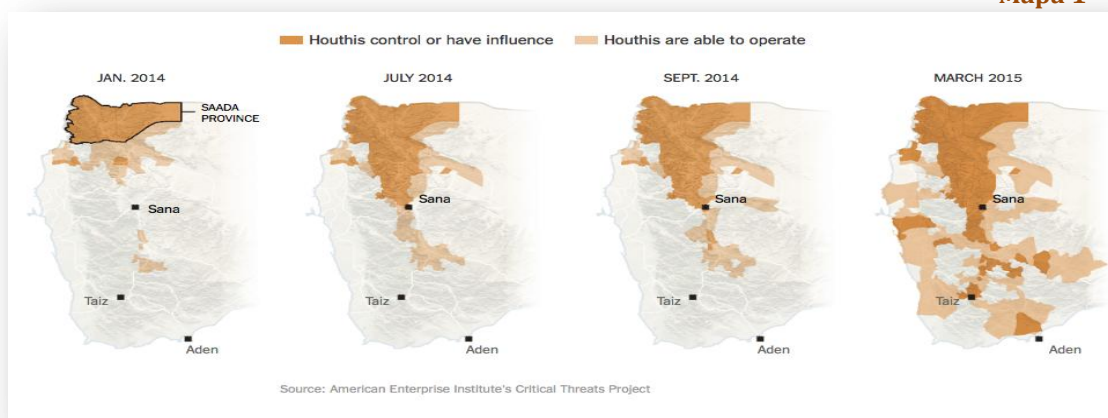 Mapa 1
Houthis control or have influence
Houthis are able to operate
JAN. 2014
JULY 2014
SEPT. 2014
MARCH 2015
SAADA
PROVINCE
Sana
Sana
Sana
Sana
Taiz
Taiz
Taiz
Taiz
Aden
Aden
Aden
Aden
Source: American Enterprise Institute's Critical Threats Project